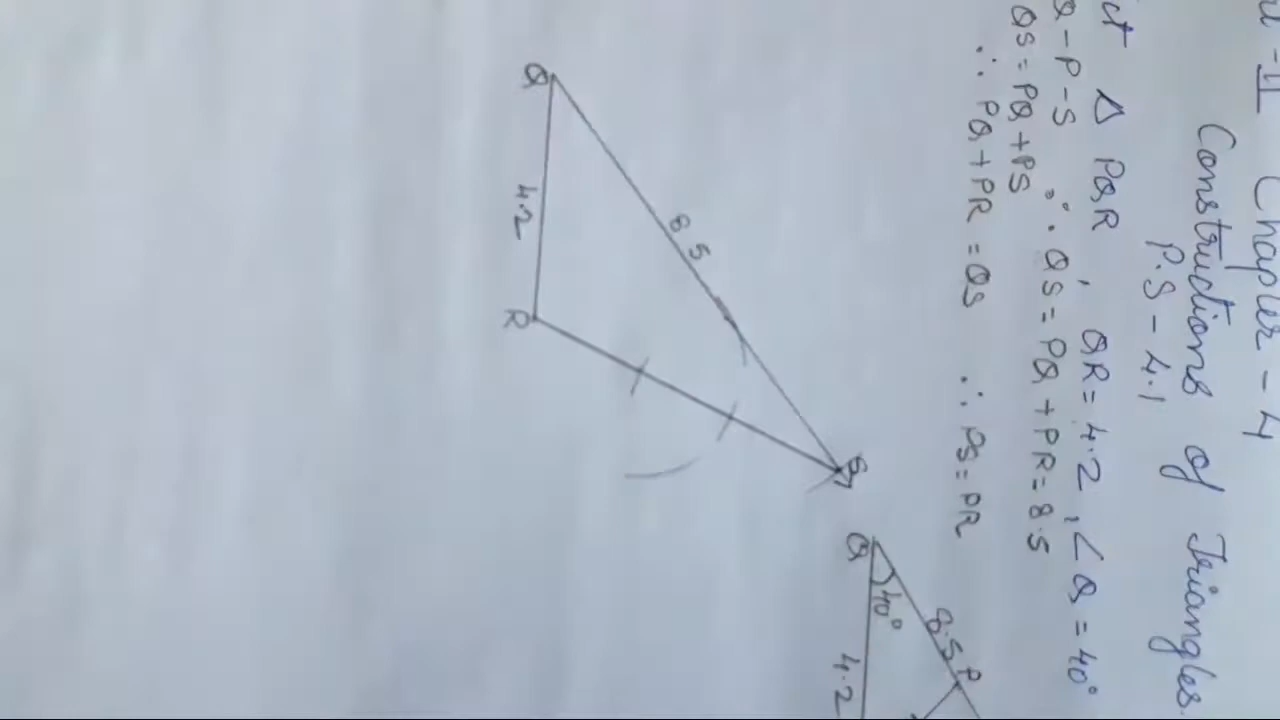 Chapter - 4
Constructions of Triangles.
P.S - 4.1
Δ PQR , QR = 4.2 , ∠Q = 40°
Q - P - S ∴ QS = PQ + PR = 8.5
QS = PQ + PS
∴ PQ + PR = QS ∴ PS = PR
Q
8.5
4.2
R
S
Q
40°
8.5
P
4.2